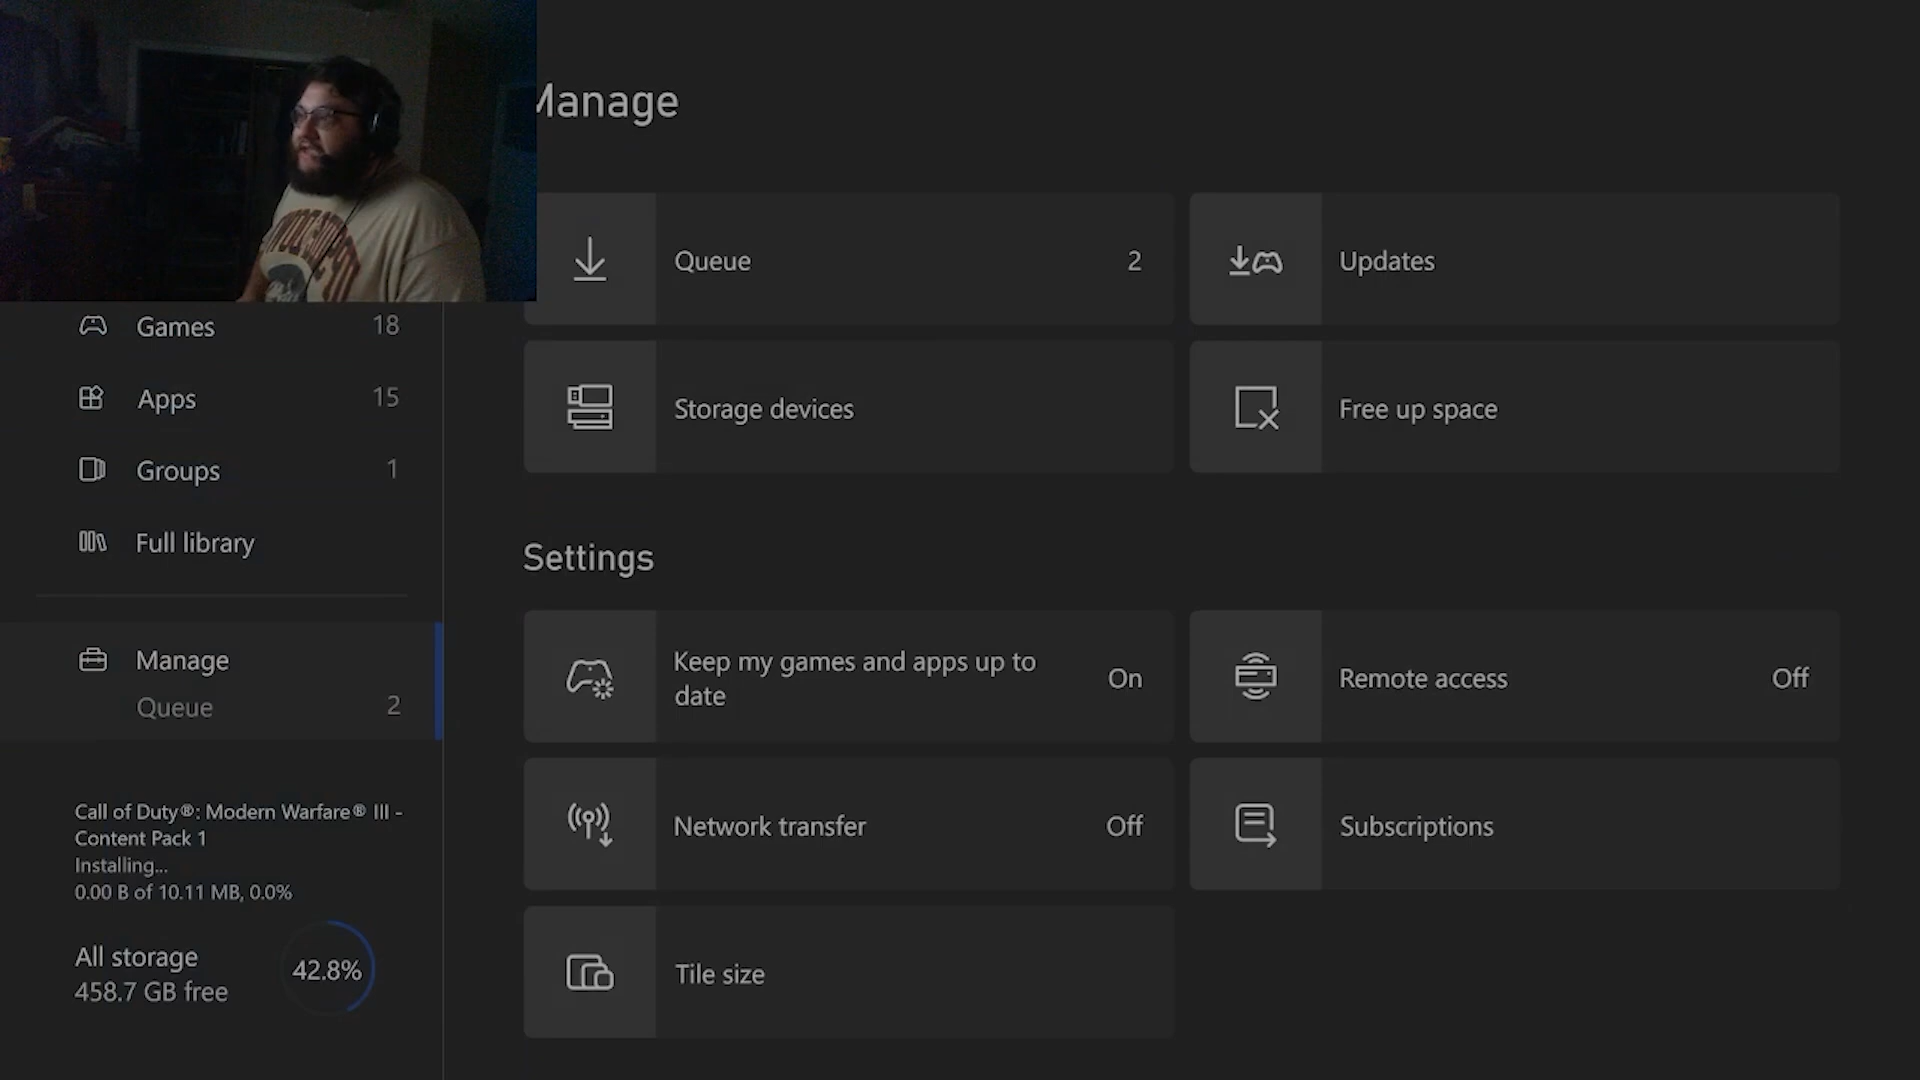 Manage
Queue 2
Updates
Storage devices
Free up space
Games 18
Apps 15
Groups 1
Full library
Manage
Queue 2
Call of Duty®: Modern Warfare® III -
Content Pack 1
Installing...
0.00 B of 10.11 MB, 0.0%
All storage
458.7 GB free
42.8%
Settings
Keep my games and apps up to
date
On
Remote access Off
Network transfer Off
Subscriptions
Tile size